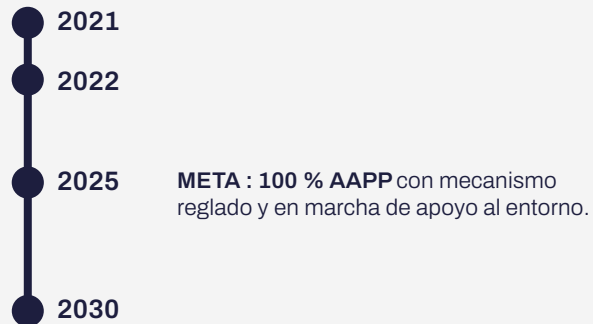 2021
2022
2025
META : 100 % AAPP con mecanismo
reglado y en marcha de apoyo al entorno.
2030